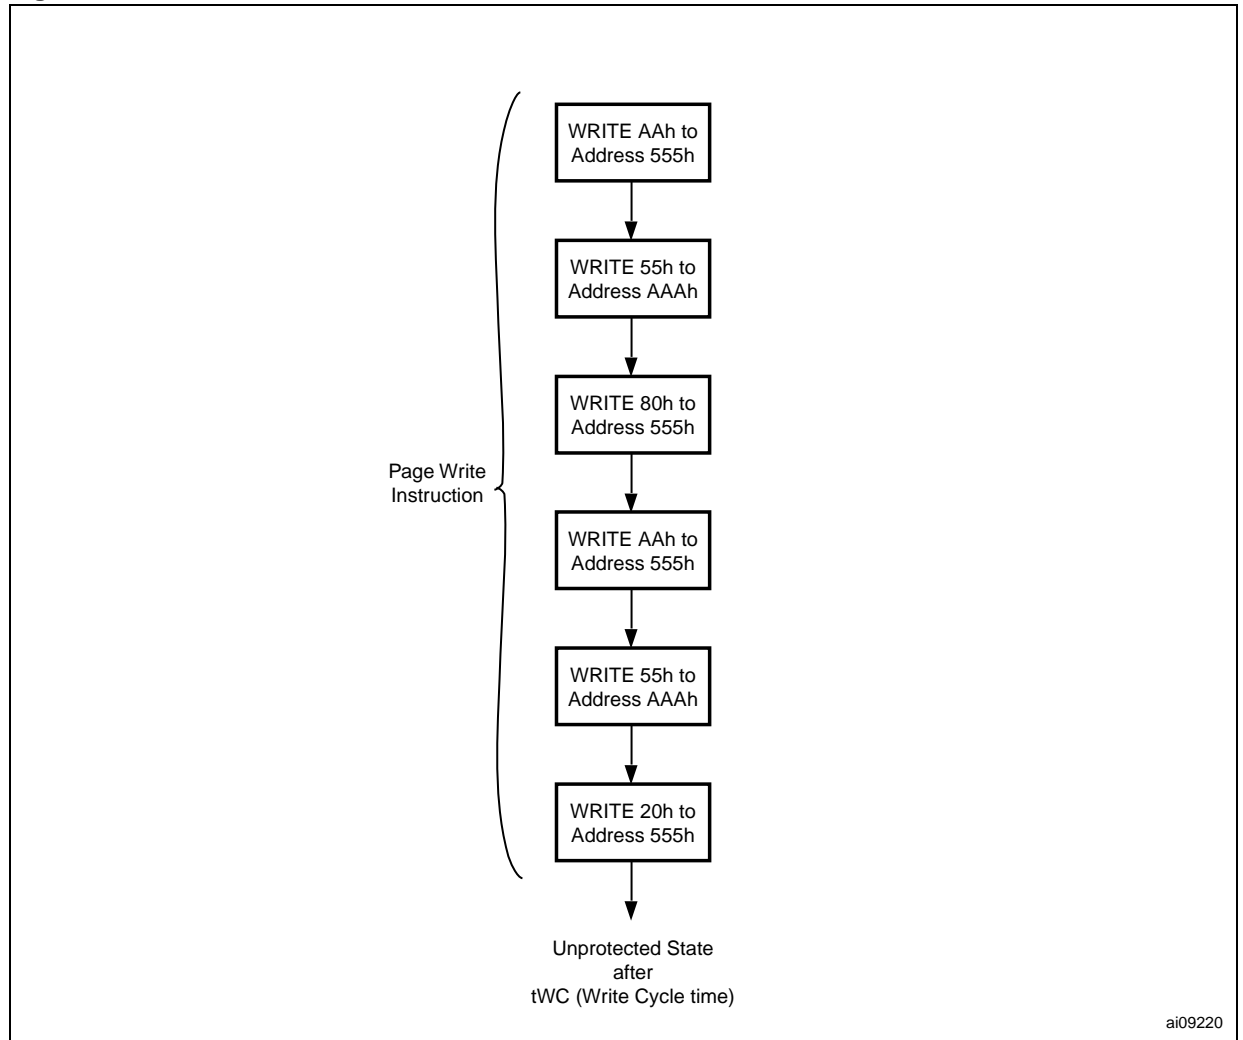 WRITE AAh to
Address 555h
WRITE 55h to
Address AAAh
WRITE 80h to
Address 555h
Page Write
Instruction
WRITE AAh to
Address 555h
WRITE 55h to
Address AAAh
WRITE 20h to
Address 555h
Unprotected State
after
tWC (Write Cycle time)
ai09220